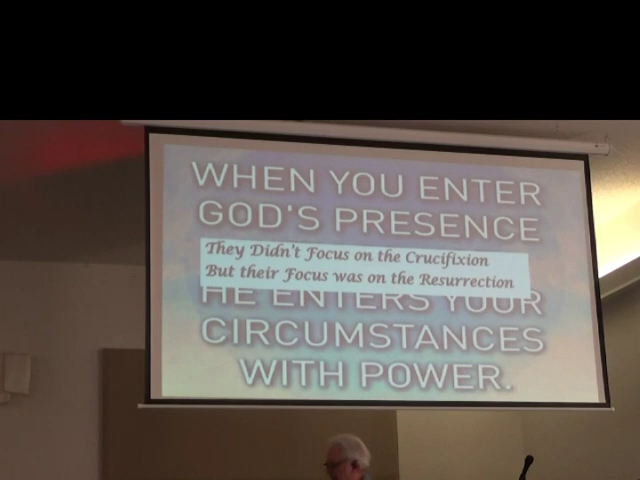 WHEN YOU ENTER
GOD'S PRESENCE
They Didn't Focus on the Crucifixion
But their Focus was on the Resurrection
HE ENTERS YOUR
CIRCUMSTANCES
WITH POWER.